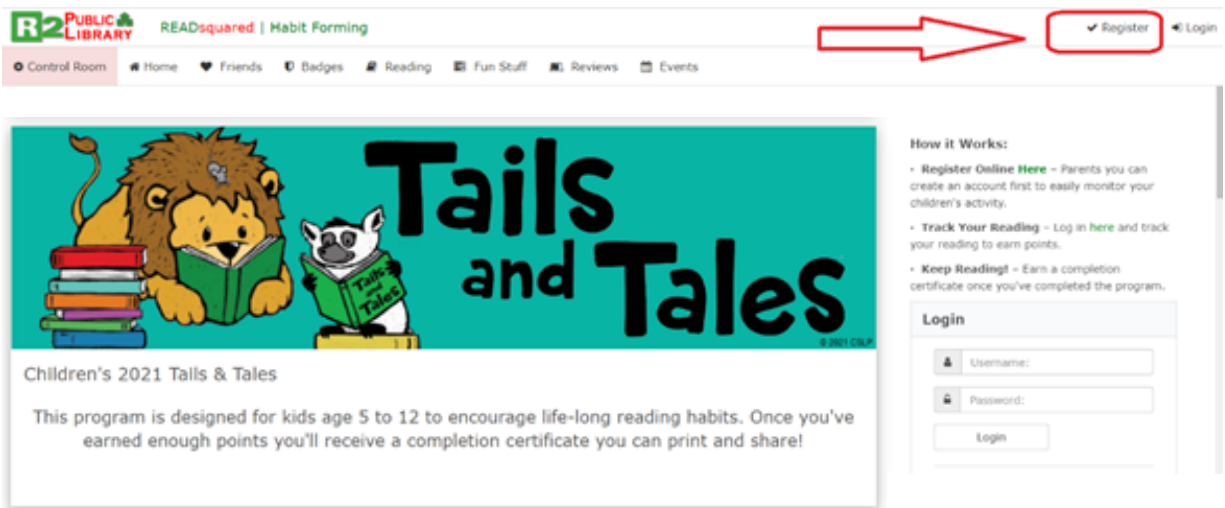 R2 PUBLIC LIBRARY READsquared | Habit Forming Register Login
Control Room Home Friends Badges Reading Fun Stuff Reviews Events
Tails
and Tales
Tails and Tales
© 2021 CSLP
Children's 2021 Tails & Tales
This program is designed for kids age 5 to 12 to encourage life-long reading habits. Once you've
earned enough points you'll receive a completion certificate you can print and share!
How it Works:
• Register Online Here – Parents you can
create an account first to easily monitor your
children's activity.
• Track Your Reading – Log in here and track
your reading to earn points.
• Keep Reading! – Earn a completion
certificate once you've completed the program.
Login
Username:
Password:
Login